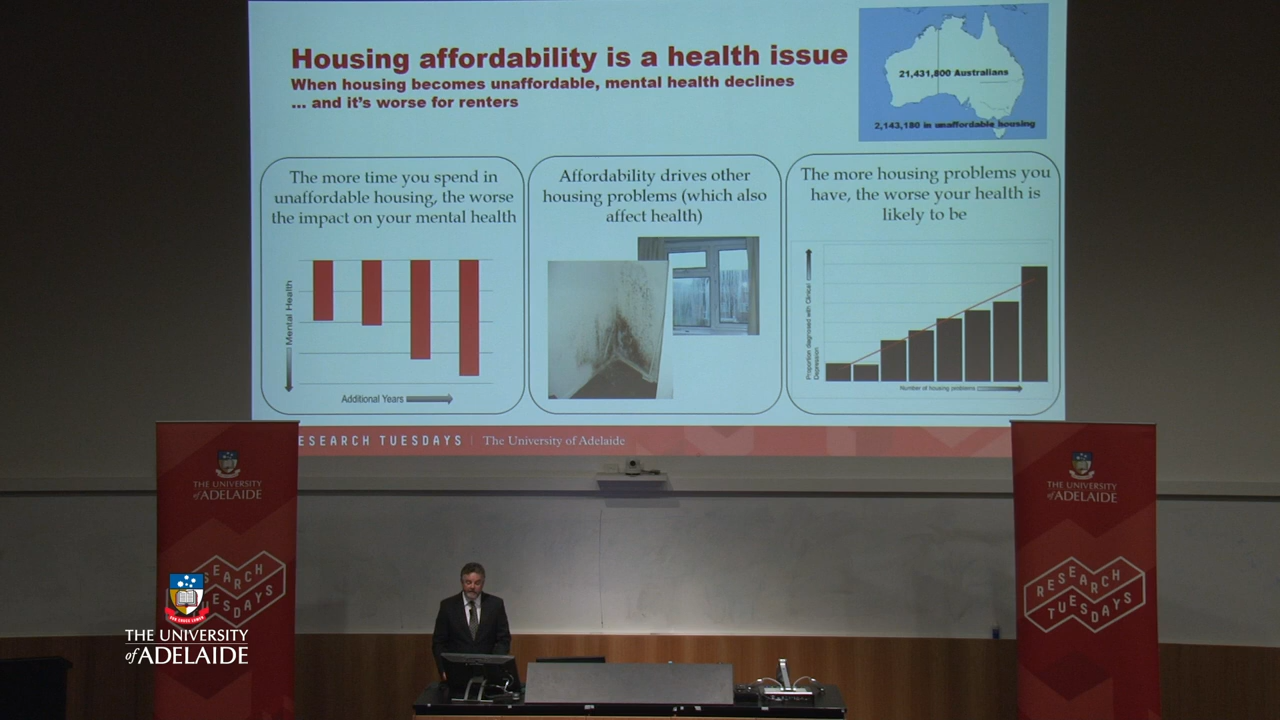 Housing affordability is a health issue
When housing becomes unaffordable, mental health declines
... and it's worse for renters
21,431,800 Australians
2,143,180 in unaffordable housing
The more time you spend in
unaffordable housing, the worse
the impact on your mental health
Mental Health
Additional Years
Affordability drives other
housing problems (which also
affect health)
The more housing problems you
have, the worse your health is
likely to be
Proportion diagnosed with Clinical
Depression
Number of housing problems
ESEARCH TUESDAYS | The University of Adelaide
THE UNIVERSITY
of ADELAIDE
EARCH
ESDAYS
THE UNIVERSITY
of ADELAIDE
THE UNIVERSITY
of ADELAIDE
RESEARCH
TUESDAYS